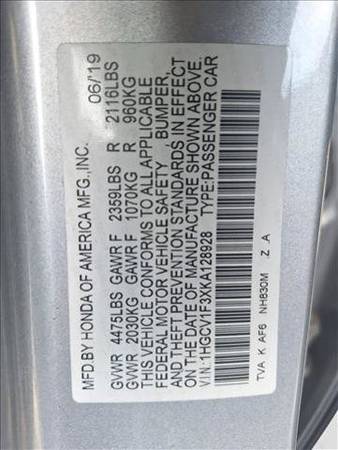 MFD.BY HONDA OF AMERICA MFG.,INC. 06/'19
GVWR 4475LBS GAWR F 2359LBS R 2116LBS
GVWR 2030KG GAWR F 1070KG R 960KG
THIS VEHICLE CONFORMS TO ALL APPLICABLE
FEDERAL MOTOR VEHICLE SAFETY BUMPER,
AND THEFT PREVENTION STANDARDS IN EFFECT
ON THE DATE OF MANUFACTURE SHOWN ABOVE.
V.I.N.:1HGCV1F3XKA128928 TYPE:PASSENGER CAR
TVA K AF6 NH830M Z .A